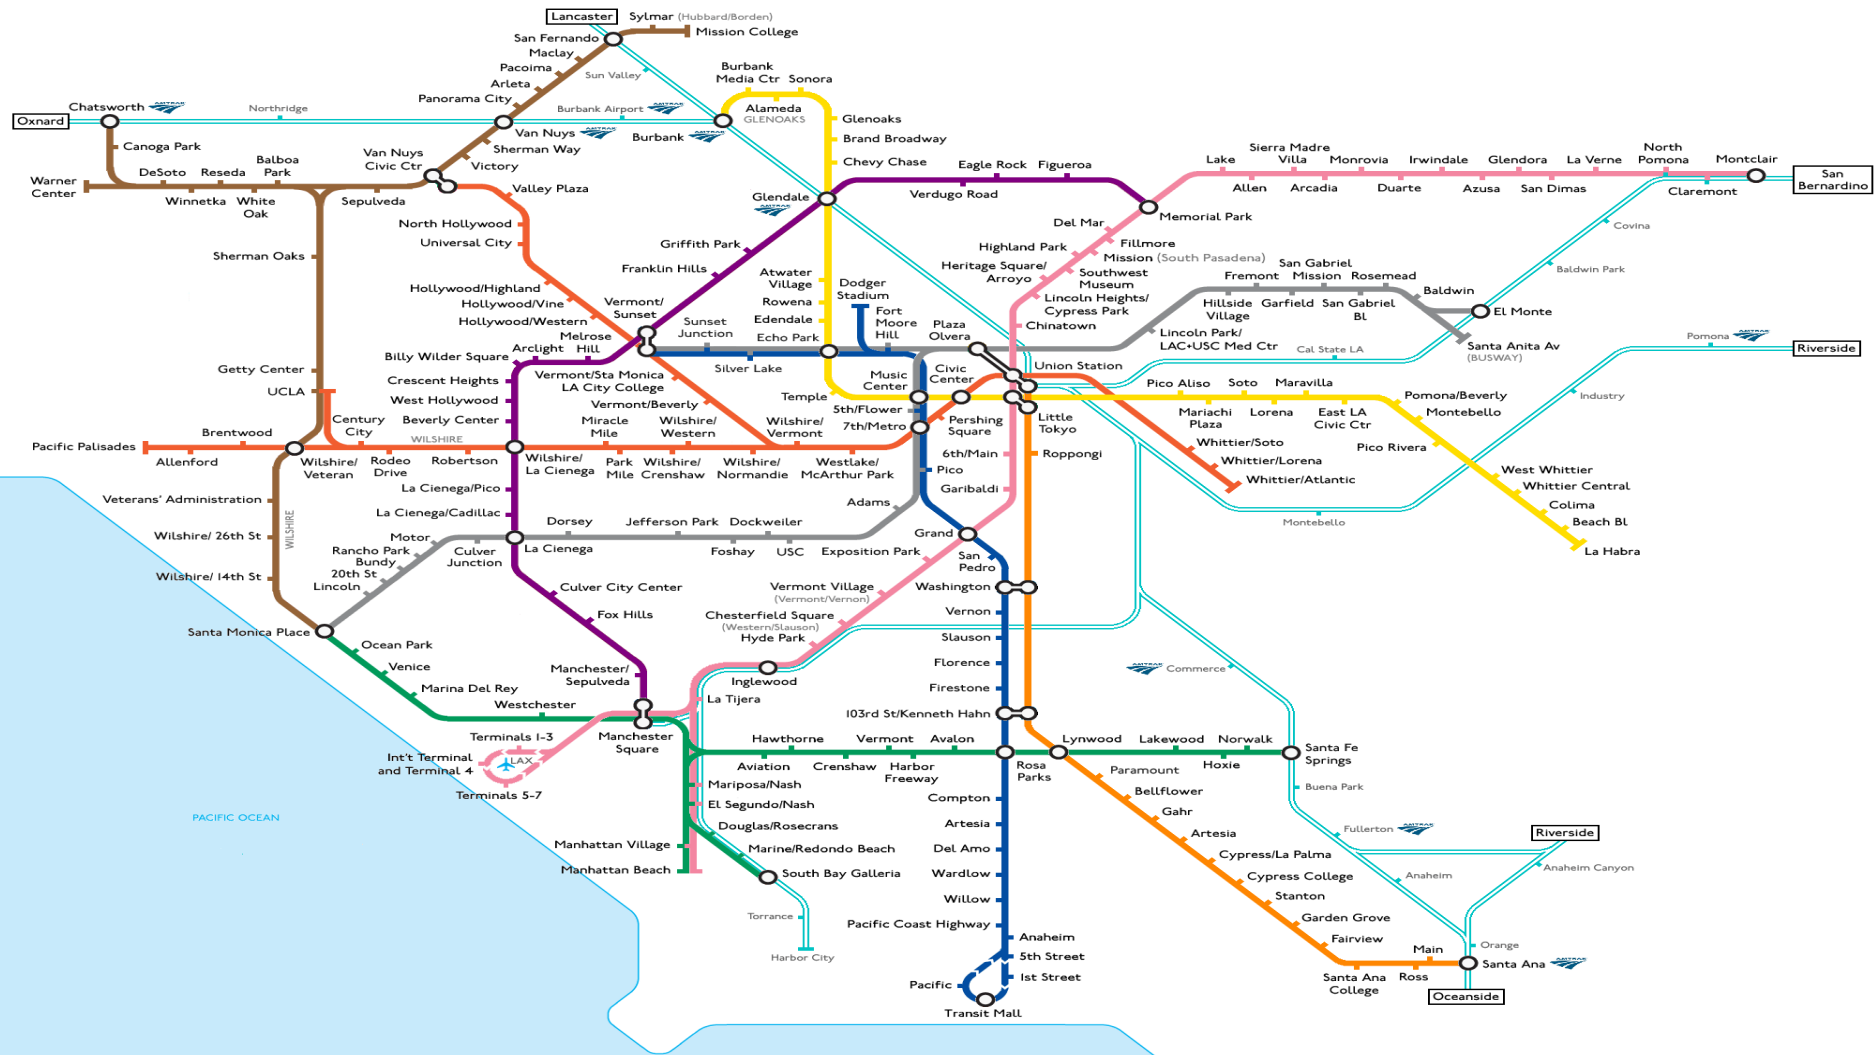 Lancaster
Sylmar (Hubbard/Borden)
Mission College
San Fernando
Maclay
Sun Valley
Pacoima
Arleta
Panorama City
Burbank
Media Ctr
Sonora
Alameda
GLENOAKS
Chatsworth
AMTRAK
Oxnard
Northridge
Burbank Airport
AMTRAK
Van Nuys
AMTRAK
Burbank
AMTRAK
Glenoaks
Brand Broadway
Chevy Chase
Canoga Park
Sherman Way
Victory
Van Nuys
Civic Ctr
Warner
Center
DeSoto
Reseda
Balboa
Park
Winnetka
White
Oak
Sepulveda
Valley Plaza
Glendale
AMTRAK
Eagle Rock
Figueroa
Verdugo Road
Memorial Park
Lake
Sierra Madre
Villa
Monrovia
Irwindale
Glendora
La Verne
North
Pomona
Montclair
San
Bernardino
Allen
Arcadia
Duarte
Azusa
San Dimas
Claremont
Covina
Baldwin Park
North Hollywood
Universal City
Sherman Oaks
Griffith Park
Franklin Hills
Del Mar
Fillmore
Highland Park
Mission (South Pasadena)
Heritage Square/
Arroyo
Southwest
Museum
Lincoln Heights/
Cypress Park
Chinatown
Hollywood/Highland
Hollywood/Vine
Hollywood/Western
Vermont/
Sunset
Atwater
Village
Rowena
Edendale
Echo Park
Dodger
Stadium
Fort
Moore
Hill
Plaza
Olvera
Sunset
Junction
Silver Lake
Fremont
San Gabriel
Mission
Rosemead
Baldwin
Hillside
Village
Garfield
San Gabriel
Bl
El Monte
Lincoln Park/
LAC+USC Med Ctr
Santa Anita Av
(BUSWAY)
Cal State LA
Pomona
AMTRAK
Riverside
Industry
Getty Center
UCLA
Billy Wilder Square
Arclight
Melrose
Hill
Crescent Heights
West Hollywood
Beverly Center
Vermont/Sta Monica
LA City College
Vermont/Beverly
Temple
Music
Center
Civic
Center
Union Station
5th/Flower
7th/Metro
Pershing
Square
Little
Tokyo
Pico Aliso
Soto
Maravilla
Mariachi
Plaza
Lorena
East LA
Civic Ctr
Pomona/Beverly
Montebello
Pico Rivera
West Whittier
Whittier Central
Colima
Beach Bl
La Habra
Whittier/Soto
Whittier/Lorena
Whittier/Atlantic
Montebello
Pacific Palisades
Brentwood
Allenford
Wilshire/
Veteran
Century
City
Rodeo
Drive
WILSHIRE
Robertson
Wilshire/
La Cienega
Miracle
Mile
Park
Mile
Wilshire/
Western
Wilshire/
Crenshaw
Wilshire/
Normandie
Wilshire/
Vermont
Westlake/
McArthur Park
6th/Main
Roppongi
Pico
Garibaldi
Adams
Grand
San
Pedro
Veterans' Administration
WILSHIRE
Wilshire/ 26th St
Wilshire/ 14th St
Santa Monica Place
La Cienega/Pico
La Cienega/Cadillac
La Cienega
Motor
Rancho Park
Bundy
20th St
Lincoln
Culver
Junction
Dorsey
Jefferson Park
Dockweiler
Foshay
USC
Exposition Park
Vermont Village
(Vermont/Vernon)
Chesterfield Square
(Western/Slauson)
Hyde Park
Inglewood
La Tijera
Culver City Center
Fox Hills
Manchester/
Sepulveda
Manchester
Square
Ocean Park
Venice
Marina Del Rey
Westchester
Terminals 1-3
LAX
Int't Terminal
and Terminal 4
Terminals 5-7
Washington
Vernon
Slauson
Florence
Firestone
103rd St/Kenneth Hahn
Hawthorne
Vermont
Avalon
Aviation
Crenshaw
Harbor
Freeway
Rosa
Parks
Lynwood
Lakewood
Norwalk
Hoxie
Santa Fe
Springs
AMTRAK
Commerce
Buena Park
Fullerton
AMTRAK
Anaheim
Riverside
Anaheim Canyon
Orange
Santa Ana
AMTRAK
Oceanside
Mariposa/Nash
El Segundo/Nash
Douglas/Rosecrans
Marine/Redondo Beach
South Bay Galleria
Manhattan Village
Manhattan Beach
Torrance
Harbor City
Compton
Artesia
Del Amo
Wardlow
Willow
Pacific Coast Highway
Anaheim
5th Street
1st Street
Pacific
Transit Mall
Paramount
Bellflower
Gahr
Artesia
Cypress/La Palma
Cypress College
Stanton
Garden Grove
Fairview
Santa Ana
College
Main
Ross
PACIFIC OCEAN